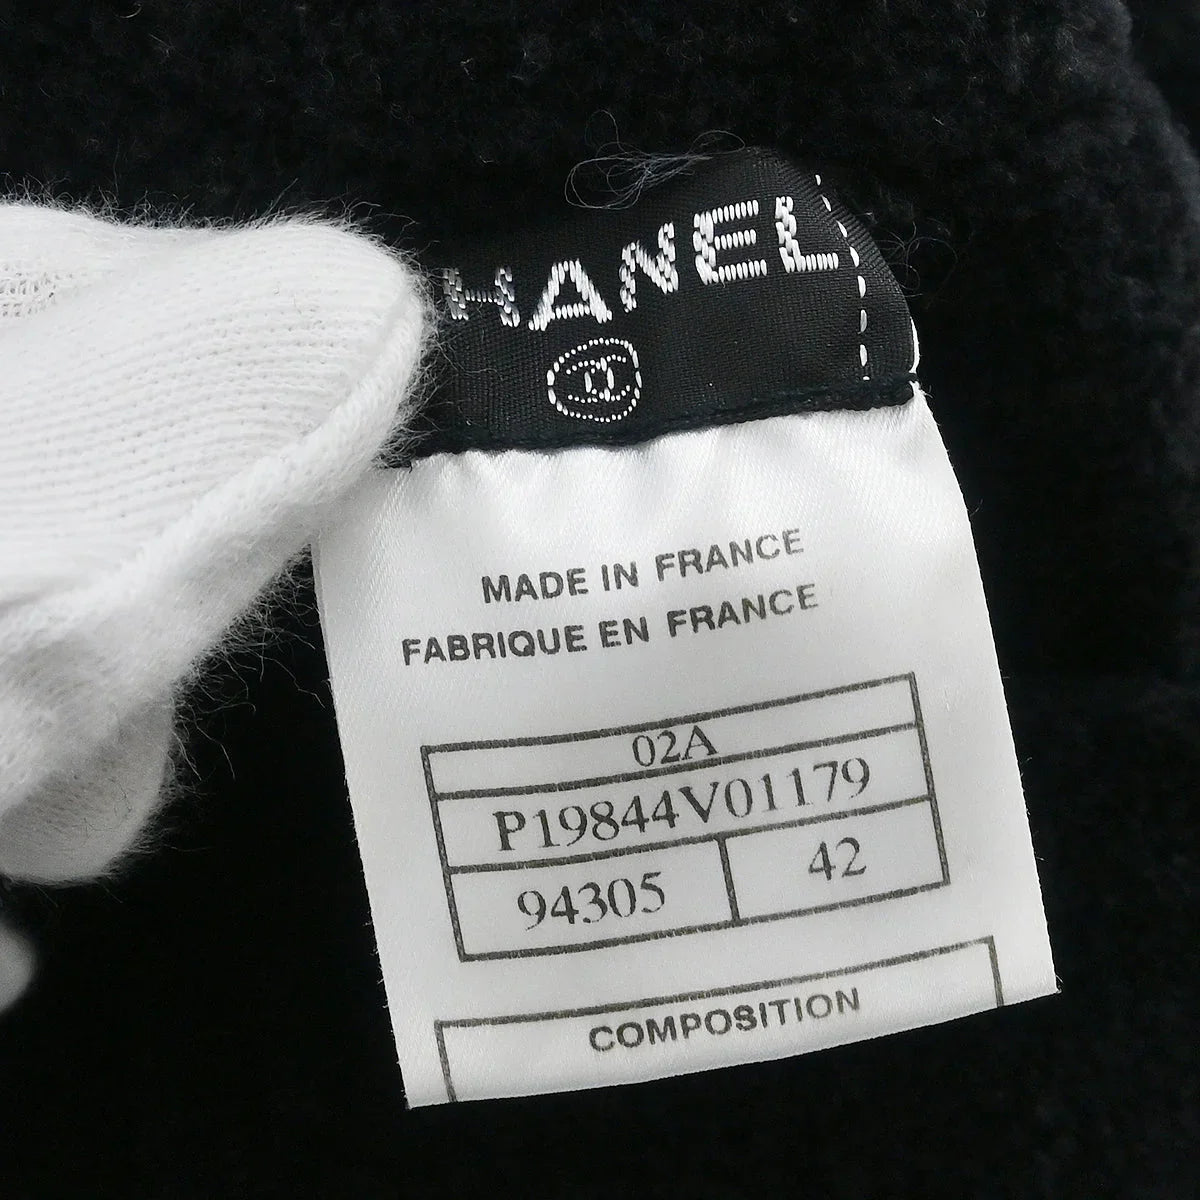 HANEL
MADE IN FRANCE
FABRIQUE EN FRANCE
02A
P19844V01179
94305 42
COMPOSITION